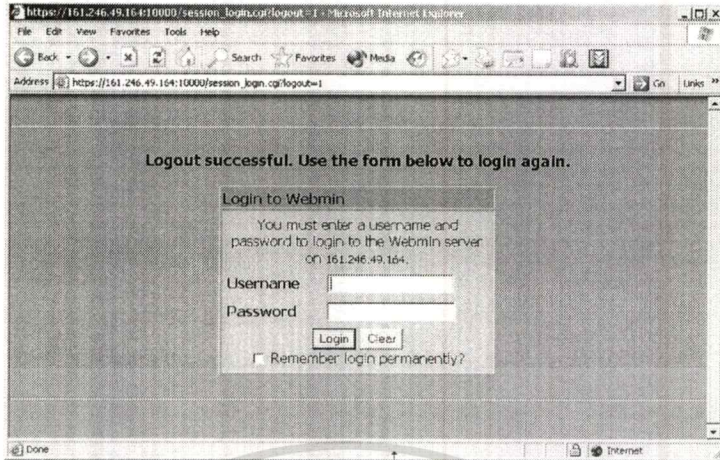 https://161.246.49.164:10000/session_login.cgi?logout=1 - Microsoft Internet Explorer
File Edit View Favorites Tools Help
Back Search Favorites Media
Address https://161.246.49.164:10000/session_login.cgi?logout=1 Go Links »
Logout successful. Use the form below to login again.
Login to Webmin
You must enter a username and
password to login to the Webmin server
on 161.246.49.164.
Username
Password
Login Clear
Remember login permanently?
Done Internet